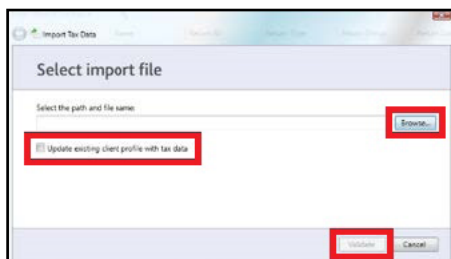 Import Tax Data
Select import file
Select the path and file name:
Browse...
Update existing client profile with tax data
Validate Cancel